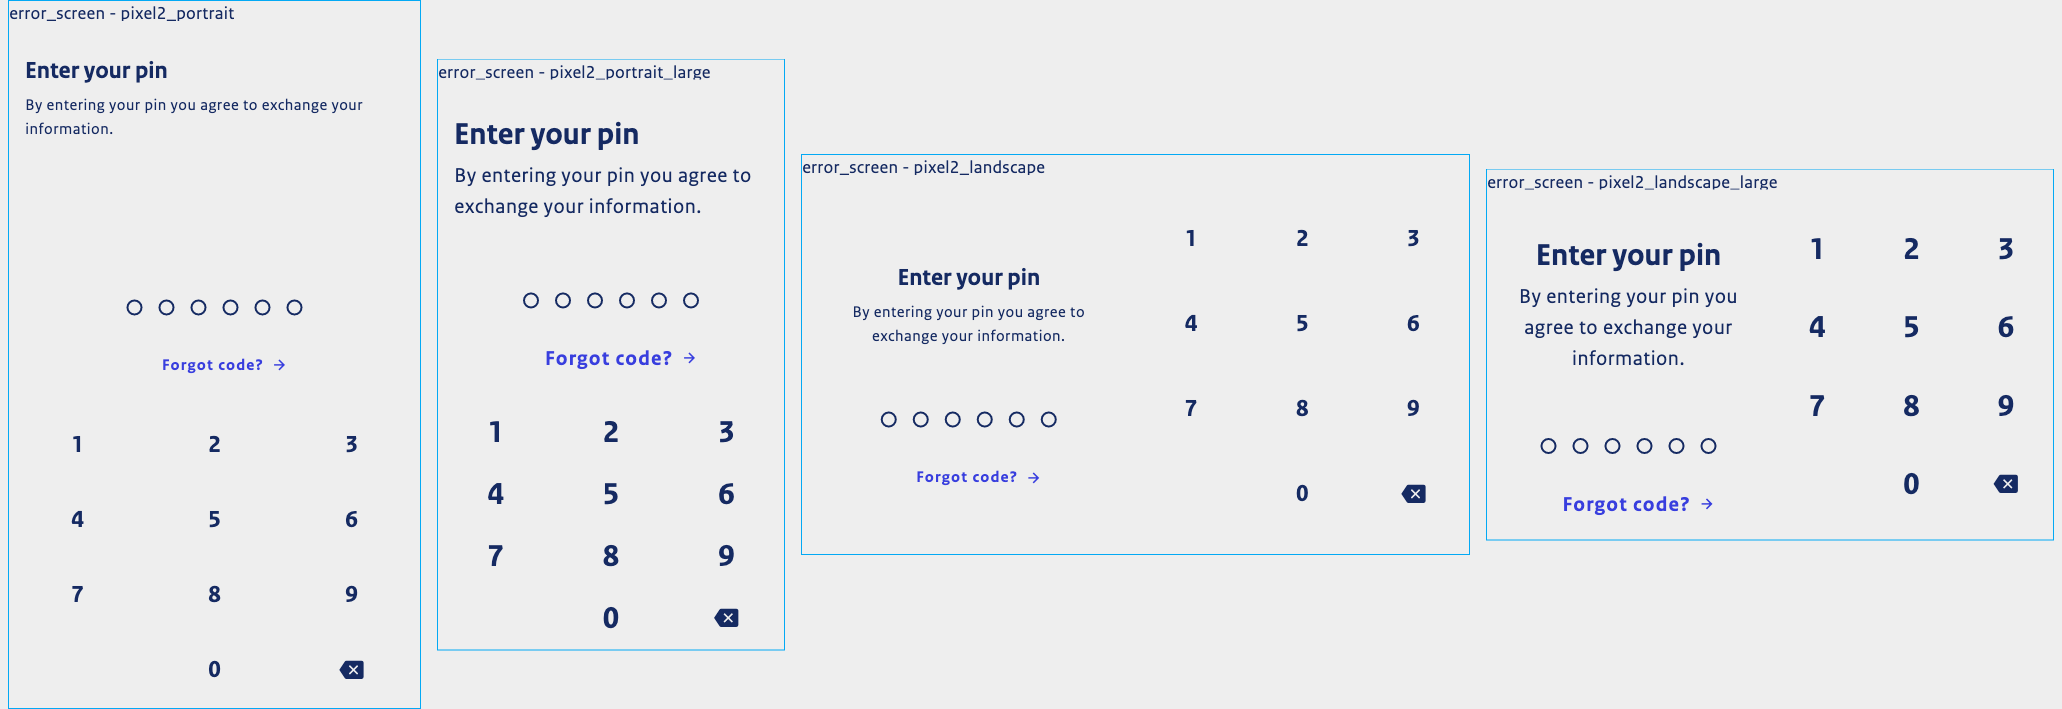 error_screen - pixel2_portrait
Enter your pin
By entering your pin you agree to exchange your
information.
Forgot code? →
1 2 3
4 5 6
7 8 9
0
error_screen - pixel2_portrait_large
Enter your pin
By entering your pin you agree to
exchange your information.
Forgot code? →
1 2 3
4 5 6
7 8 9
0
error_screen - pixel2_landscape
Enter your pin
By entering your pin you agree to
exchange your information.
Forgot code? →
1 2 3
4 5 6
7 8 9
0
error_screen - pixel2_landscape_large
Enter your pin
By entering your pin you
agree to exchange your
information.
Forgot code? →
1 2 3
4 5 6
7 8 9
0